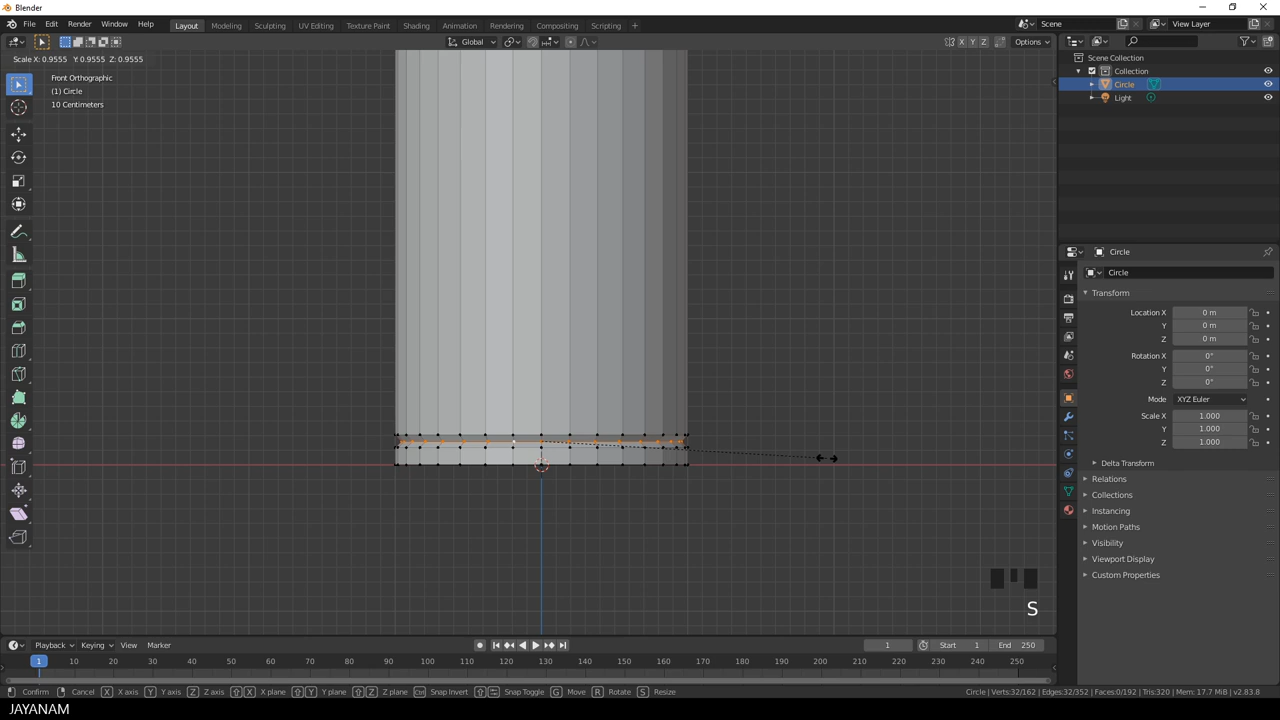 Blender
File Edit Render Window Help Layout Modeling Sculpting UV Editing Texture Paint Shading Animation Rendering Compositing Scripting + Scene View Layer
Global X Y Z Options
Scale X: 0.9555 Y: 0.9555 Z: 0.9555
Front Orthographic
(1) Circle
10 Centimeters
Scene Collection
Collection
Circle
Light
Circle
Circle
Transform
Location X 0 m
Y 0 m
Z 0 m
Rotation X 0°
Y 0°
Z 0°
Mode XYZ Euler
Scale X 1.000
Y 1.000
Z 1.000
Delta Transform
Relations
Collections
Instancing
Motion Paths
Visibility
Viewport Display
Custom Properties
S
Playback Keying View Marker 1 Start 1 End 250
1 10 20 30 40 50 60 70 80 90 100 110 120 130 140 150 160 170 180 190 200 210 220 230 240 250
Confirm Cancel X X axis Y Y axis Z Z axis X X plane Y Y plane Z Z plane Ctrl Snap Invert Snap Toggle G Move R Rotate S Resize Circle | Verts:32/162 | Edges:32/352 | Faces:0/192 | Tris:320 | Mem: 17.7 MiB | v2.83.8
JAYANAM